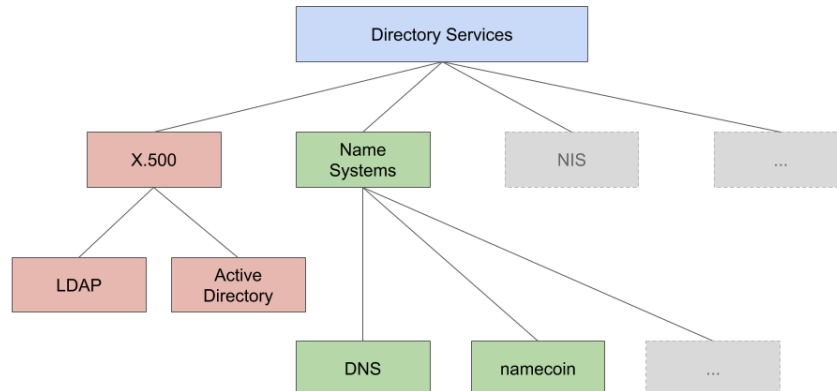 Directory Services
X.500
Name
Systems
NIS
...
LDAP
Active
Directory
DNS
namecoin
...